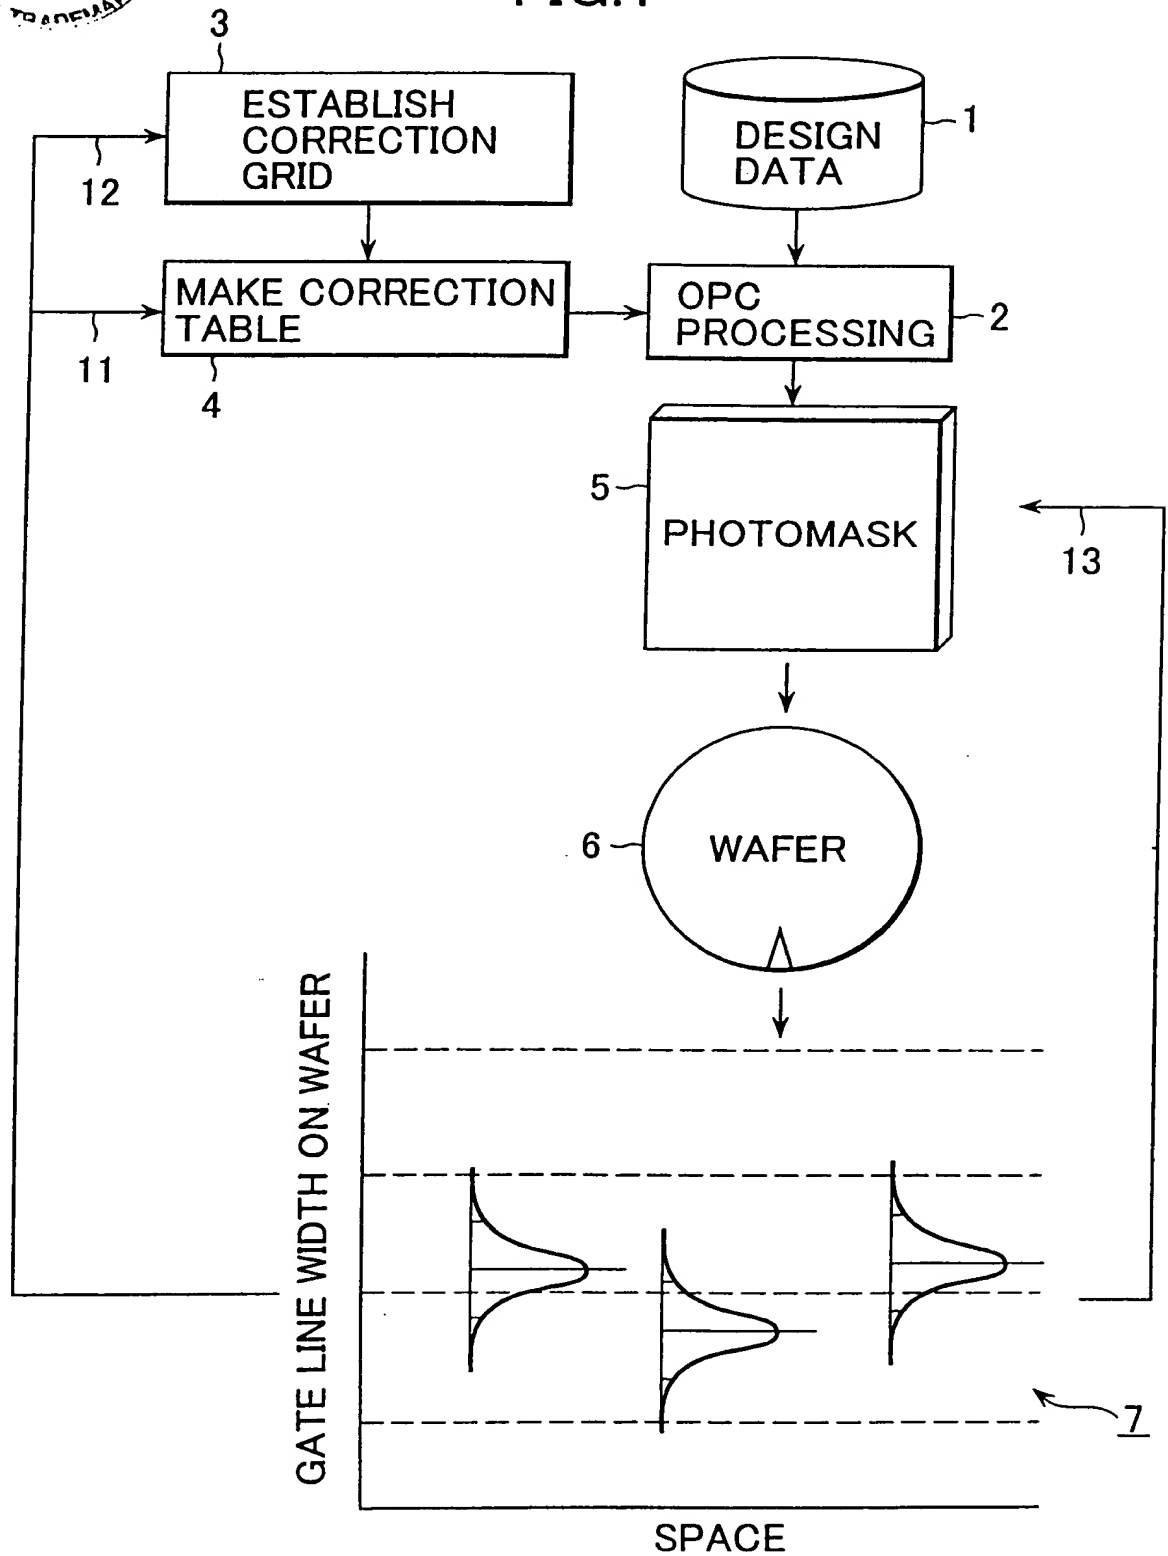 3
ESTABLISH
CORRECTION
GRID
12
DESIGN
DATA
1
MAKE CORRECTION
TABLE
11
4
OPC
PROCESSING
2
5
PHOTOMASK
13
6
WAFER
GATE LINE WIDTH ON WAFER
7
SPACE